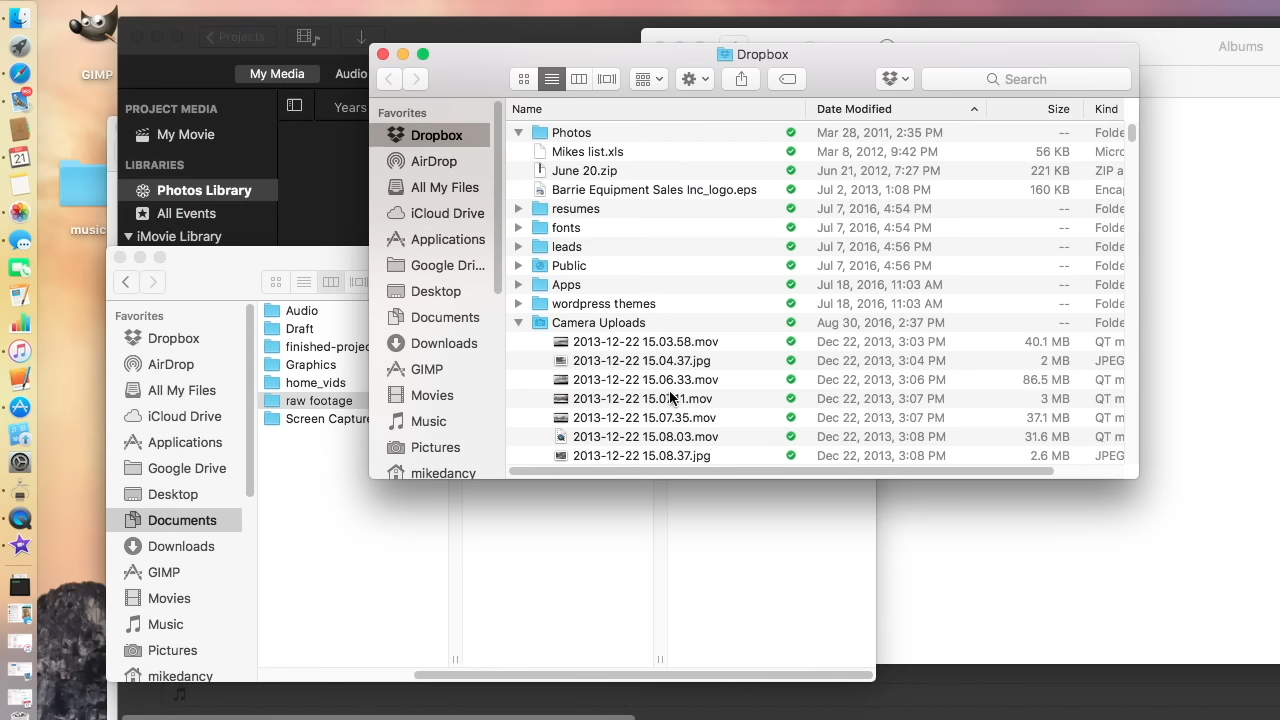 GIMP
music
Projects
My Media
Audio
PROJECT MEDIA
My Movie
LIBRARIES
Photos Library
All Events
iMovie Library
Years
Albums
Dropbox
Search
Favorites
Dropbox
AirDrop
All My Files
iCloud Drive
Applications
Google Dri...
Desktop
Documents
Downloads
GIMP
Movies
Music
Pictures
mikedancy
Name Date Modified Size Kind
Photos Mar 28, 2011, 2:35 PM -- Folde
Mikes list.xls Mar 8, 2012, 9:42 PM 56 KB Micro
June 20.zip Jun 21, 2012, 7:27 PM 221 KB ZIP a
Barrie Equipment Sales Inc_logo.eps Jul 2, 2013, 1:08 PM 160 KB Encap
resumes Jul 7, 2016, 4:54 PM -- Folde
fonts Jul 7, 2016, 4:54 PM -- Folde
leads Jul 7, 2016, 4:56 PM -- Folde
Public Jul 7, 2016, 4:56 PM -- Folde
Apps Jul 18, 2016, 11:03 AM -- Folde
wordpress themes Jul 18, 2016, 11:03 AM -- Folde
Camera Uploads Aug 30, 2016, 2:37 PM -- Folde
2013-12-22 15.03.58.mov Dec 22, 2013, 3:03 PM 40.1 MB QT m
2013-12-22 15.04.37.jpg Dec 22, 2013, 3:04 PM 2 MB JPEG
2013-12-22 15.06.33.mov Dec 22, 2013, 3:06 PM 86.5 MB QT m
2013-12-22 Dec 22, 2013, 3:07 PM 3 MB QT m
2013-12-22 15.07.35.mov Dec 22, 2013, 3:07 PM 37.1 MB QT m
2013-12-22 15.08.03.mov Dec 22, 2013, 3:08 PM 31.6 MB QT m
2013-12-22 15.08.37.jpg Dec 22, 2013, 3:08 PM 2.6 MB JPEG
Favorites
Dropbox
AirDrop
All My Files
iCloud Drive
Applications
Google Drive
Desktop
Documents
Downloads
GIMP
Movies
Music
Pictures
mikedancy
Audio
Draft
finished-projec
Graphics
home_vids
raw footage
Screen Capture
21